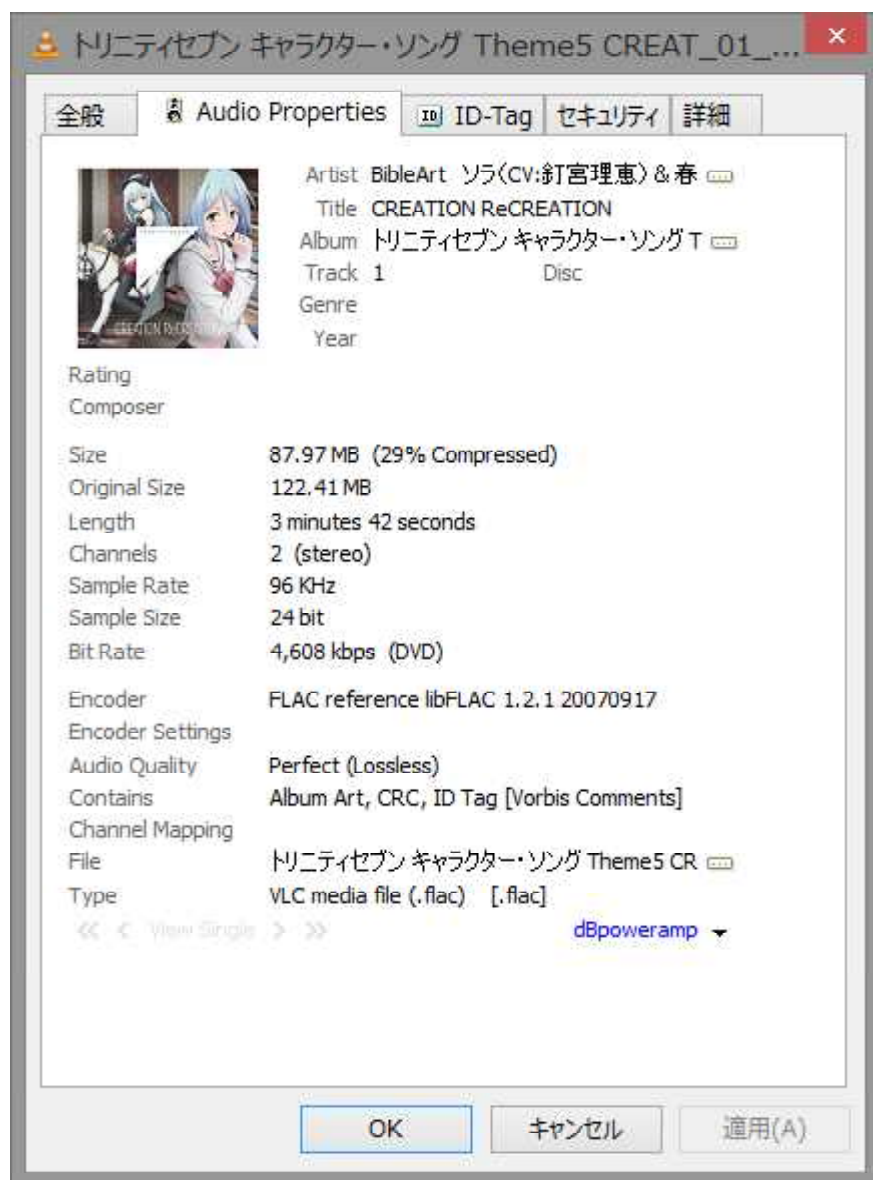 トリニティセブン キャラクター・ソング Theme5 CREAT_01_...
全般 Audio Properties ID-Tag セキュリティ 詳細
Artist BibleArt ソラ(CV:釘宮理恵)&春
Title CREATION ReCREATION
Album トリニティセブン キャラクター・ソング T
Track 1 Disc
Genre
Year
CREATION ReCREATION
Rating
Composer
Size 87.97 MB (29% Compressed)
Original Size 122.41 MB
Length 3 minutes 42 seconds
Channels 2 (stereo)
Sample Rate 96 KHz
Sample Size 24 bit
Bit Rate 4,608 kbps (DVD)
Encoder FLAC reference libFLAC 1.2.1 20070917
Encoder Settings
Audio Quality Perfect (Lossless)
Contains Album Art, CRC, ID Tag [Vorbis Comments]
Channel Mapping
File トリニティセブン キャラクター・ソング Theme5 CR
Type VLC media file (.flac) [.flac]
<< < View Single > >> dBpoweramp
OK キャンセル 適用(A)